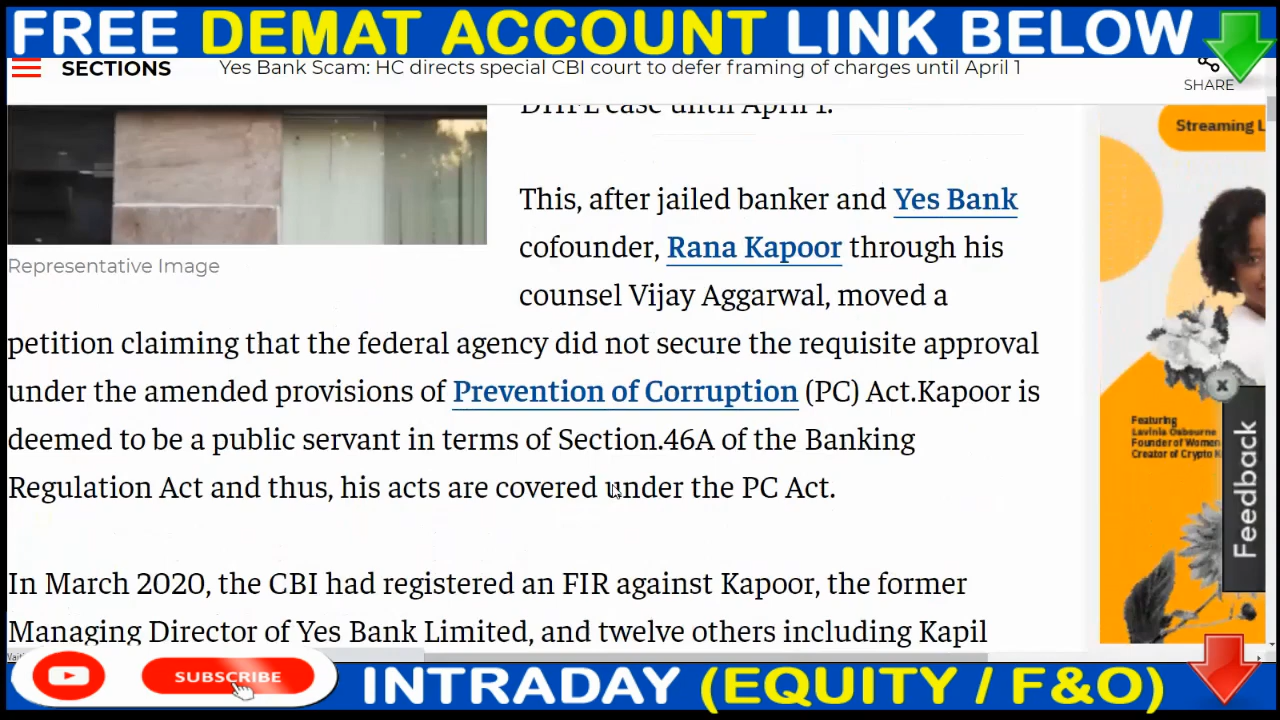 FREE DEMAT ACCOUNT LINK BELOW
SECTIONS
Yes Bank Scam: HC directs special CBI court to defer framing of charges until April 1
SHARE
DHFL case until April 1.
Streaming L
This, after jailed banker and Yes Bank
cofounder, Rana Kapoor through his
counsel Vijay Aggarwal, moved a
Representative Image
petition claiming that the federal agency did not secure the requisite approval
under the amended provisions of Prevention of Corruption (PC) Act.Kapoor is
deemed to be a public servant in terms of Section.46A of the Banking
Regulation Act and thus, his acts are covered under the PC Act.
In March 2020, the CBI had registered an FIR against Kapoor, the former
Managing Director of Yes Bank Limited, and twelve others including Kapil
Featuring
Lavinia Osbourne
Founder of Women
Creator of Crypto K
x
Feedback
SUBSCRIBE
INTRADAY (EQUITY / F&O)